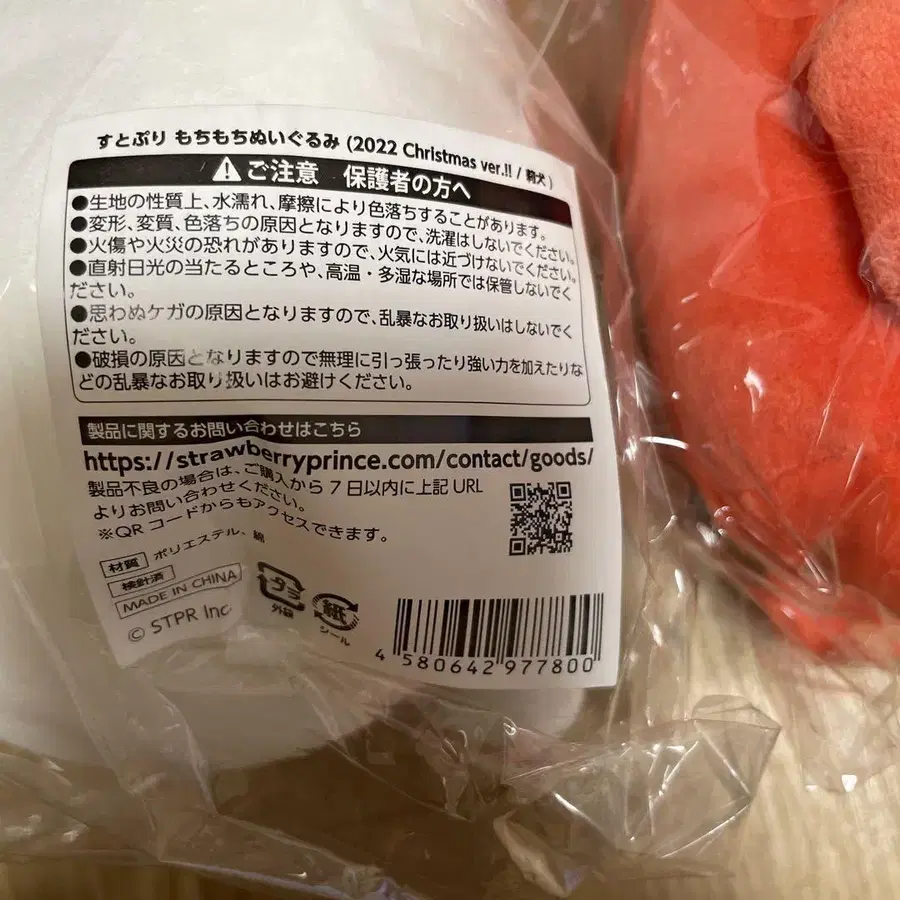 すとぷり もちもちぬいぐるみ (2022 Christmas ver.!! / 莉犬 )
ご注意 保護者の方へ
●生地の性質上、水濡れ、摩擦により色落ちすることがあります。
●変形、変質、色落ちの原因となりますので、洗濯はしないでください。
●火傷や火災の恐れがありますので、火気には近づけないでください。
●直射日光の当たるところや、高温・多湿な場所では保管しないでく
ださい。
●思わぬケガの原因となりますので、乱暴なお取り扱いはしないでく
ださい。
●破損の原因となりますので無理に引っ張ったり強い力を加えたりな
どの乱暴なお取り扱いはお避けください。
製品に関するお問い合わせはこちら
https://strawberryprince.com/contact/goods/
製品不良の場合は、ご購入から7日以内に上記URL
よりお問い合わせください。
※QRコードからもアクセスできます。
材質 ポリエステル、綿
検針済
MADE IN CHINA
© STPR Inc.
プラ
外袋
紙
シール
4 580642 977800